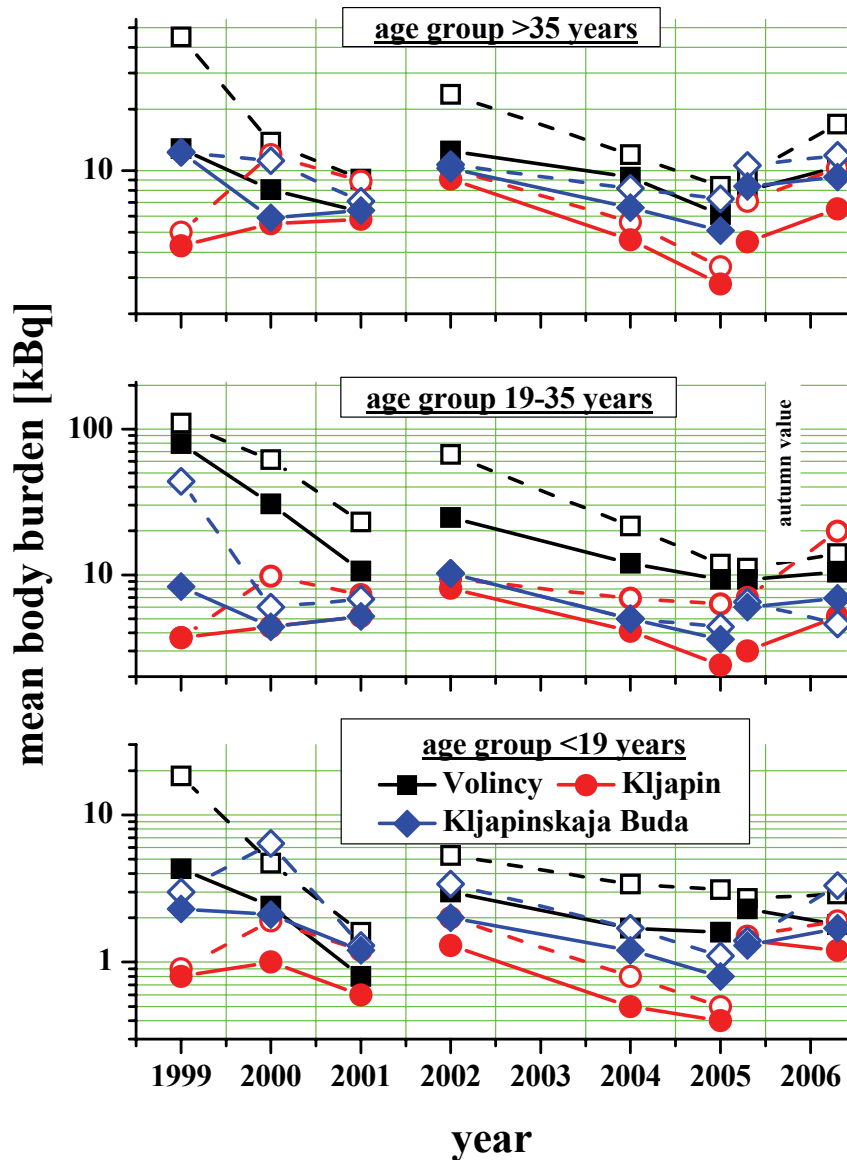 age group >35 years
10
mean body burden [kBq]
age group 19-35 years
100
10
autumn value
age group <19 years
Volincy
Kljapin
Kljapinskaja Buda
10
1
1999 2000 2001 2002 2003 2004 2005 2006
year